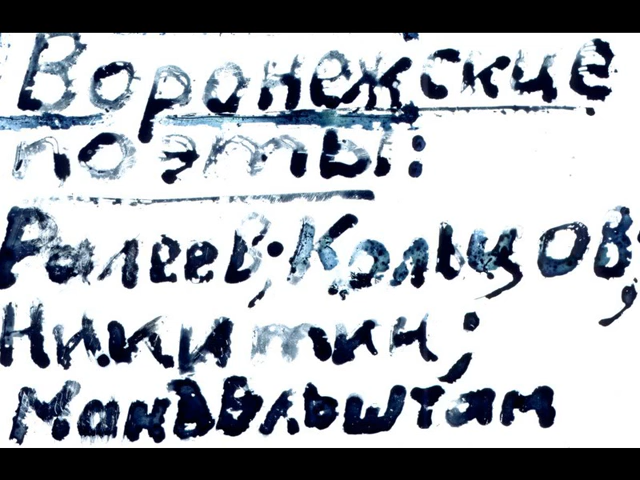 Воронежские
поэты:
Ралеев; Кольцов;
Никитин;
Мандельштам